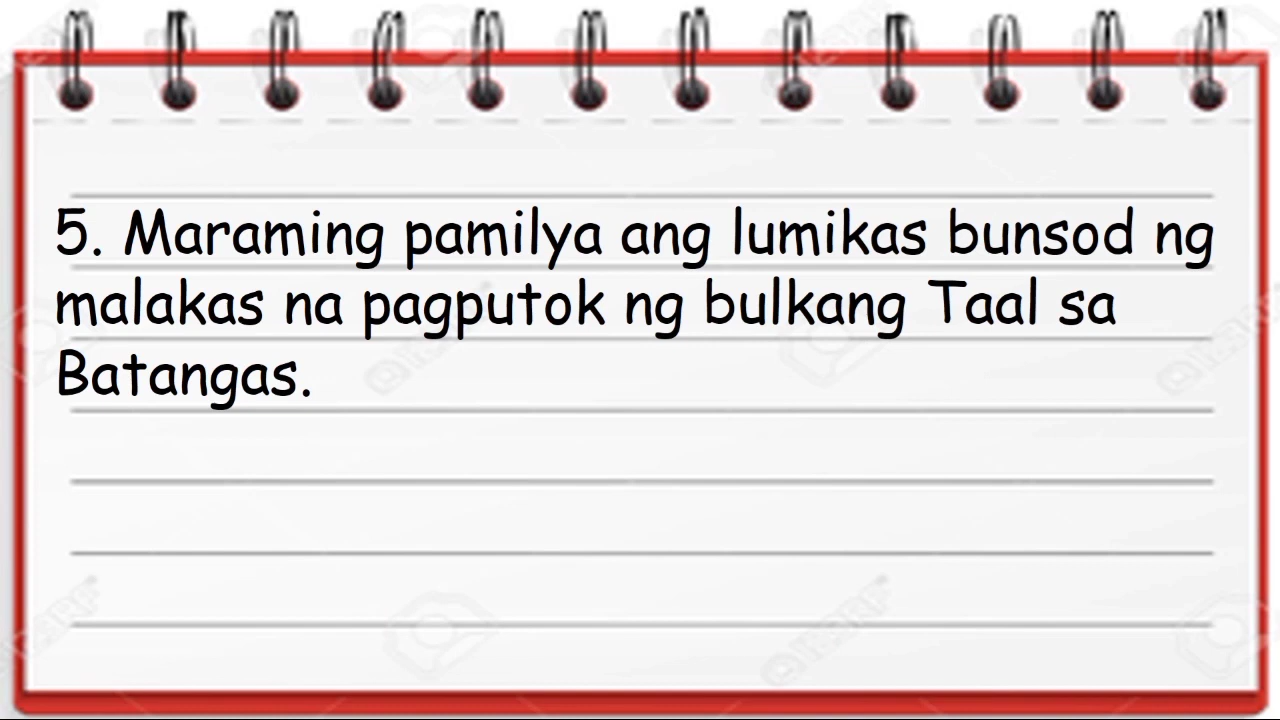 5. Maraming pamilya ang lumikas bunsod ng
malakas na pagputok ng bulkang Taal sa
Batangas.